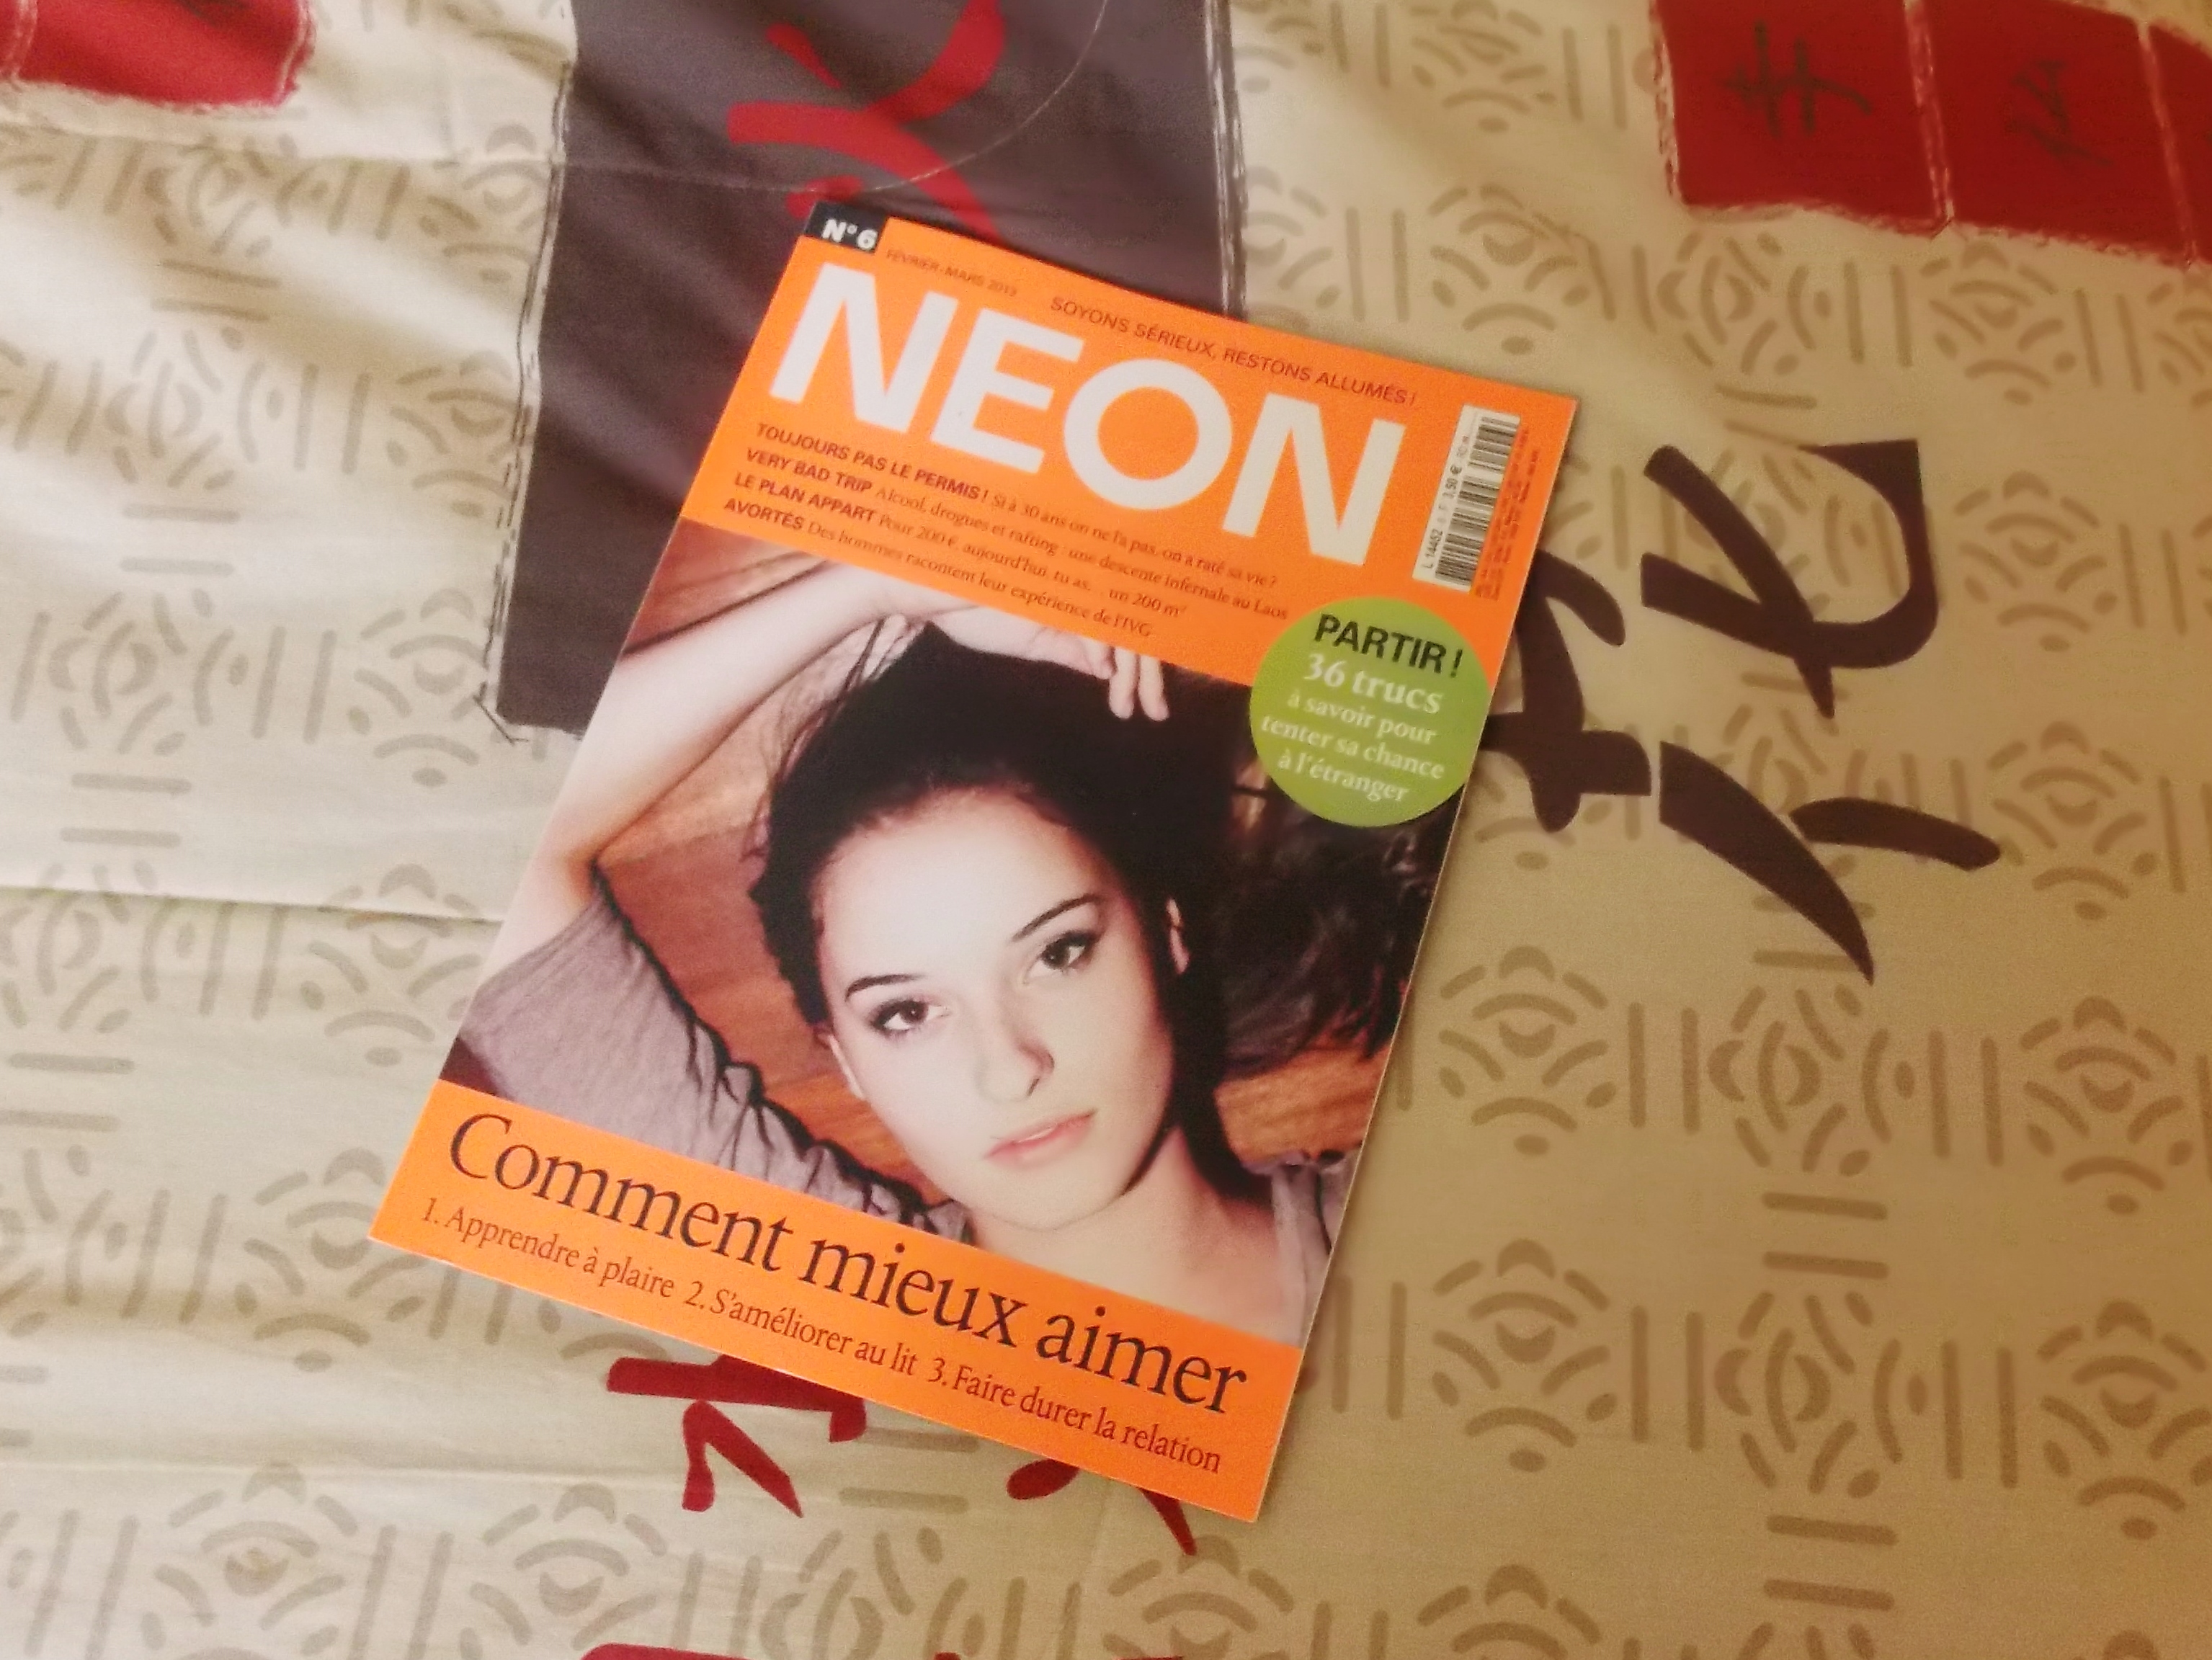 N°6
FÉVRIER-MARS 2013
SOYONS SÉRIEUX, RESTONS ALLUMÉS !
NEON
TOUJOURS PAS LE PERMIS ! Si à 30 ans on ne l'a pas, on a raté sa vie ?
VERY BAD TRIP Alcool, drogues et rafting : une descente infernale au Laos
LE PLAN APPART Pour 200 € aujourd'hui, tu as... un 200 m²
AVORTÉS Des hommes racontent leur expérience de l'IVG
L 14452
3,50 €
PARTIR !
36 trucs
à savoir pour
tenter sa chance
à l'étranger
Comment mieux aimer
1. Apprendre à plaire 2. S'améliorer au lit 3. Faire durer la relation